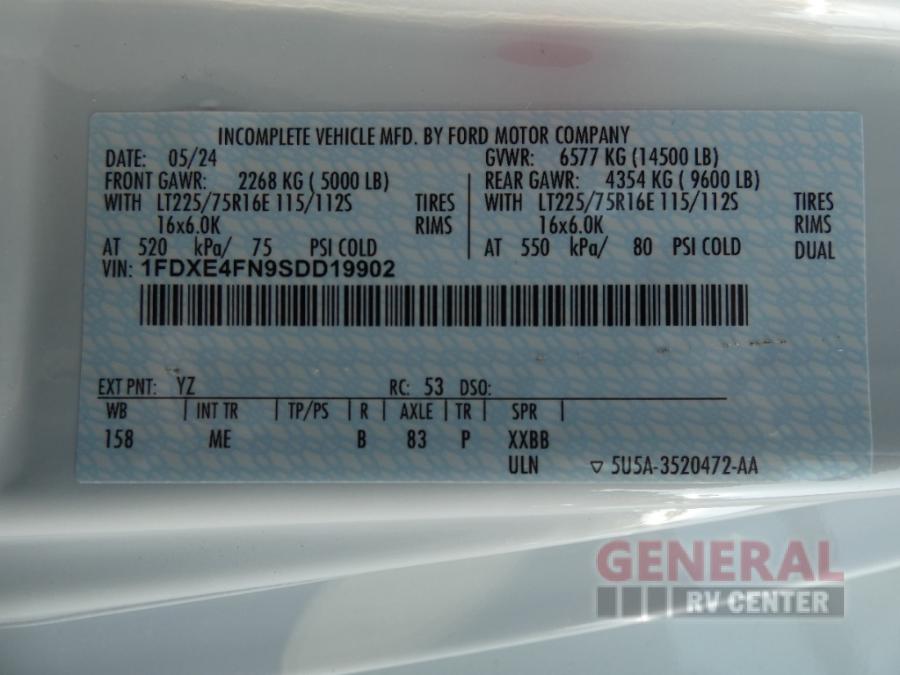 INCOMPLETE VEHICLE MFD. BY FORD MOTOR COMPANY
DATE: 05/24 GVWR: 6577 KG (14500 LB)
FRONT GAWR: 2268 KG ( 5000 LB) REAR GAWR: 4354 KG ( 9600 LB)
WITH LT225/75R16E 115/112S TIRES WITH LT225/75R16E 115/112S TIRES
16x6.0K RIMS 16x6.0K RIMS
AT 520 kPa/ 75 PSI COLD AT 550 kPa/ 80 PSI COLD DUAL
VIN: 1FDXE4FN9SDD19902
EXT PNT: YZ RC: 53 DSO:
WB INT TR TP/PS R AXLE TR SPR
158 ME B 83 P XXBB
ULN ▽ 5U5A-3520472-AA
GENERAL
RV CENTER